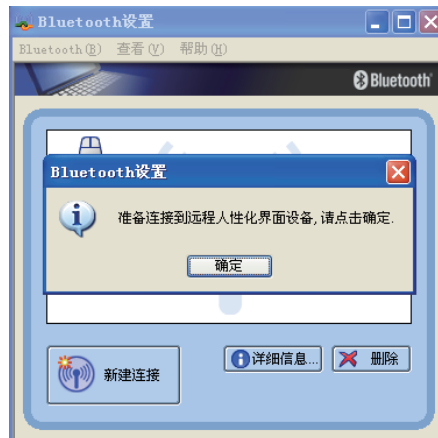 Bluetooth设置
Bluetooth(B) 查看(V) 帮助(H)
Bluetooth
Bluetooth设置
准备连接到远程人性化界面设备,请点击确定.
确定
新建连接
详细信息...
删除